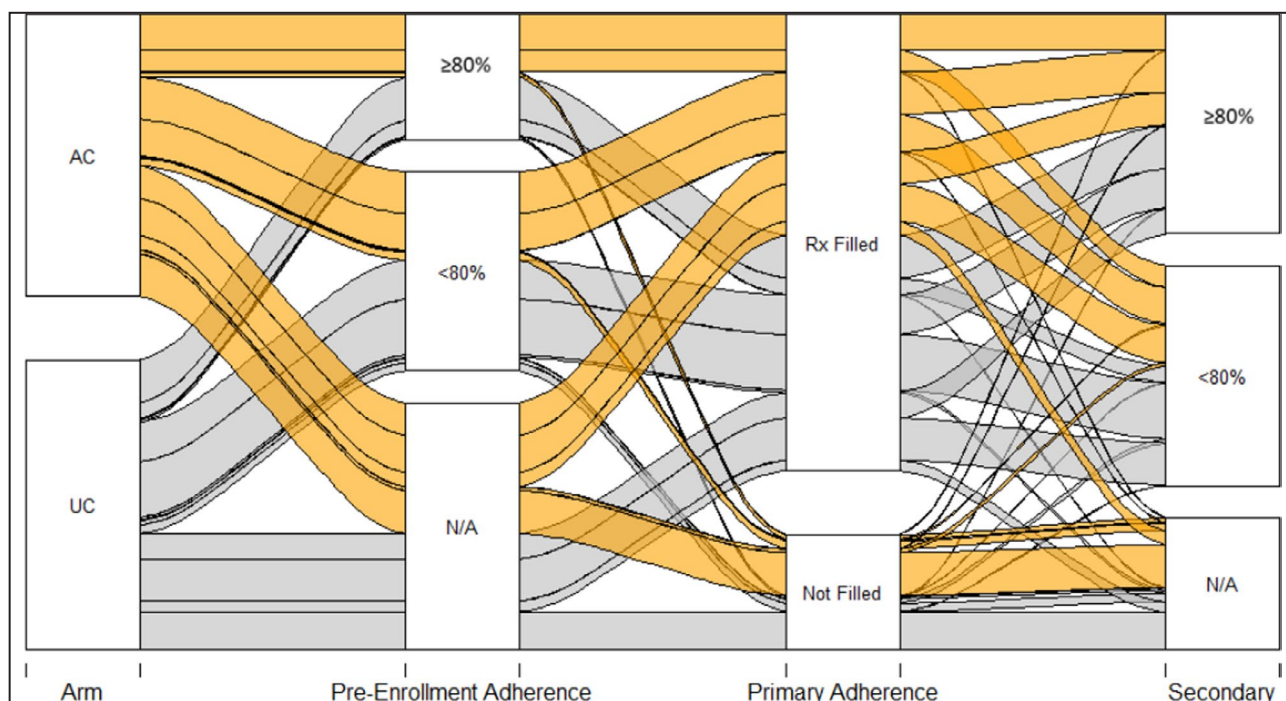 AC
UC
≥80%
<80%
N/A
Rx Filled
Not Filled
≥80%
<80%
N/A
Arm
Pre-Enrollment Adherence
Primary Adherence
Secondary